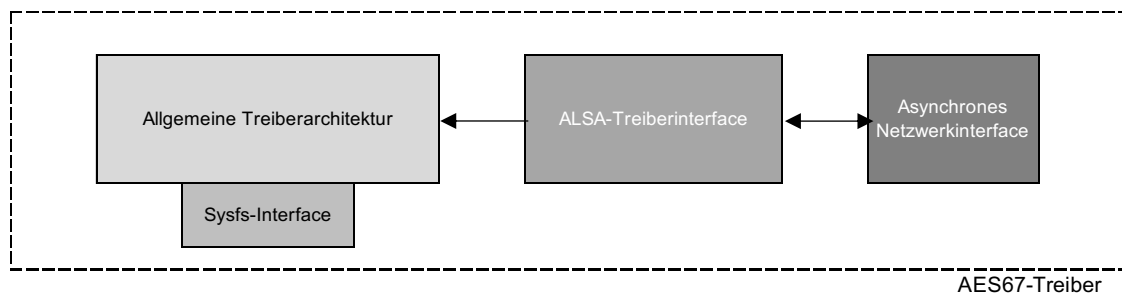 Allgemeine Treiberarchitektur
ALSA-Treiberinterface
Asynchrones
Netzwerkinterface
Sysfs-Interface
AES67-Treiber